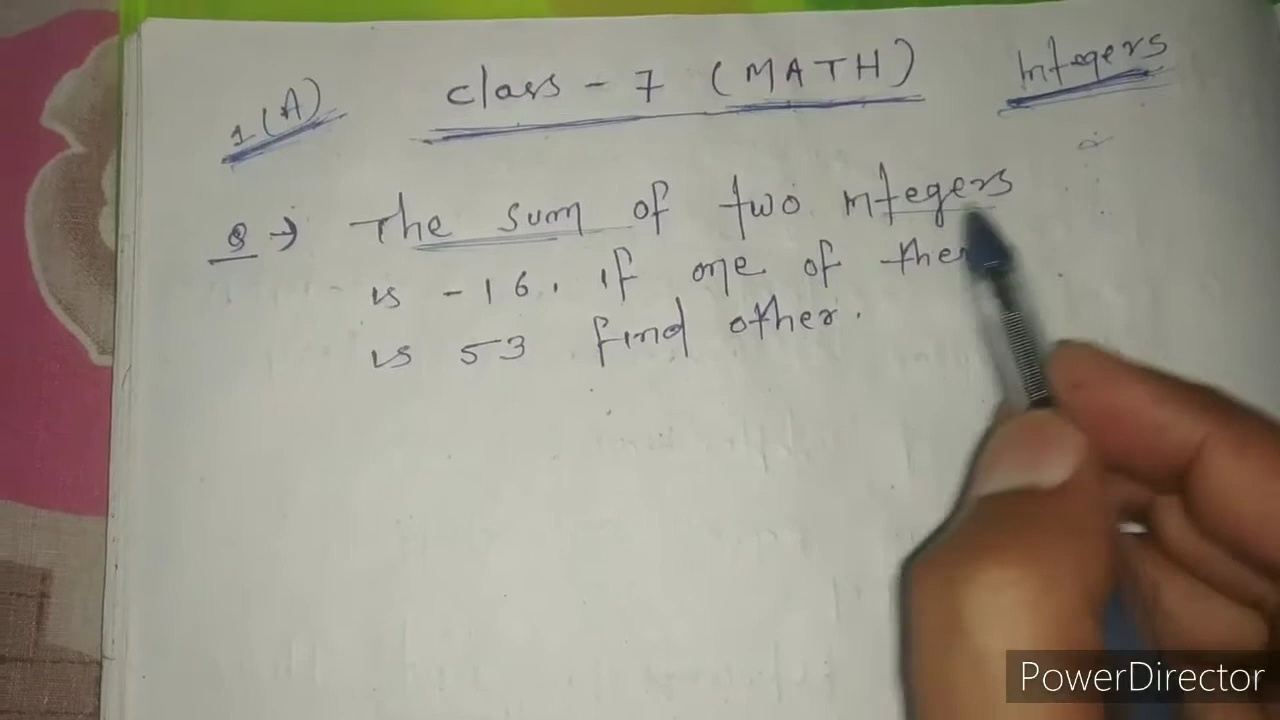 1(A) Class - 7 (MATH) Integers
Q → The sum of two integers
is -16. if one of them
is 53 find other.
PowerDirector